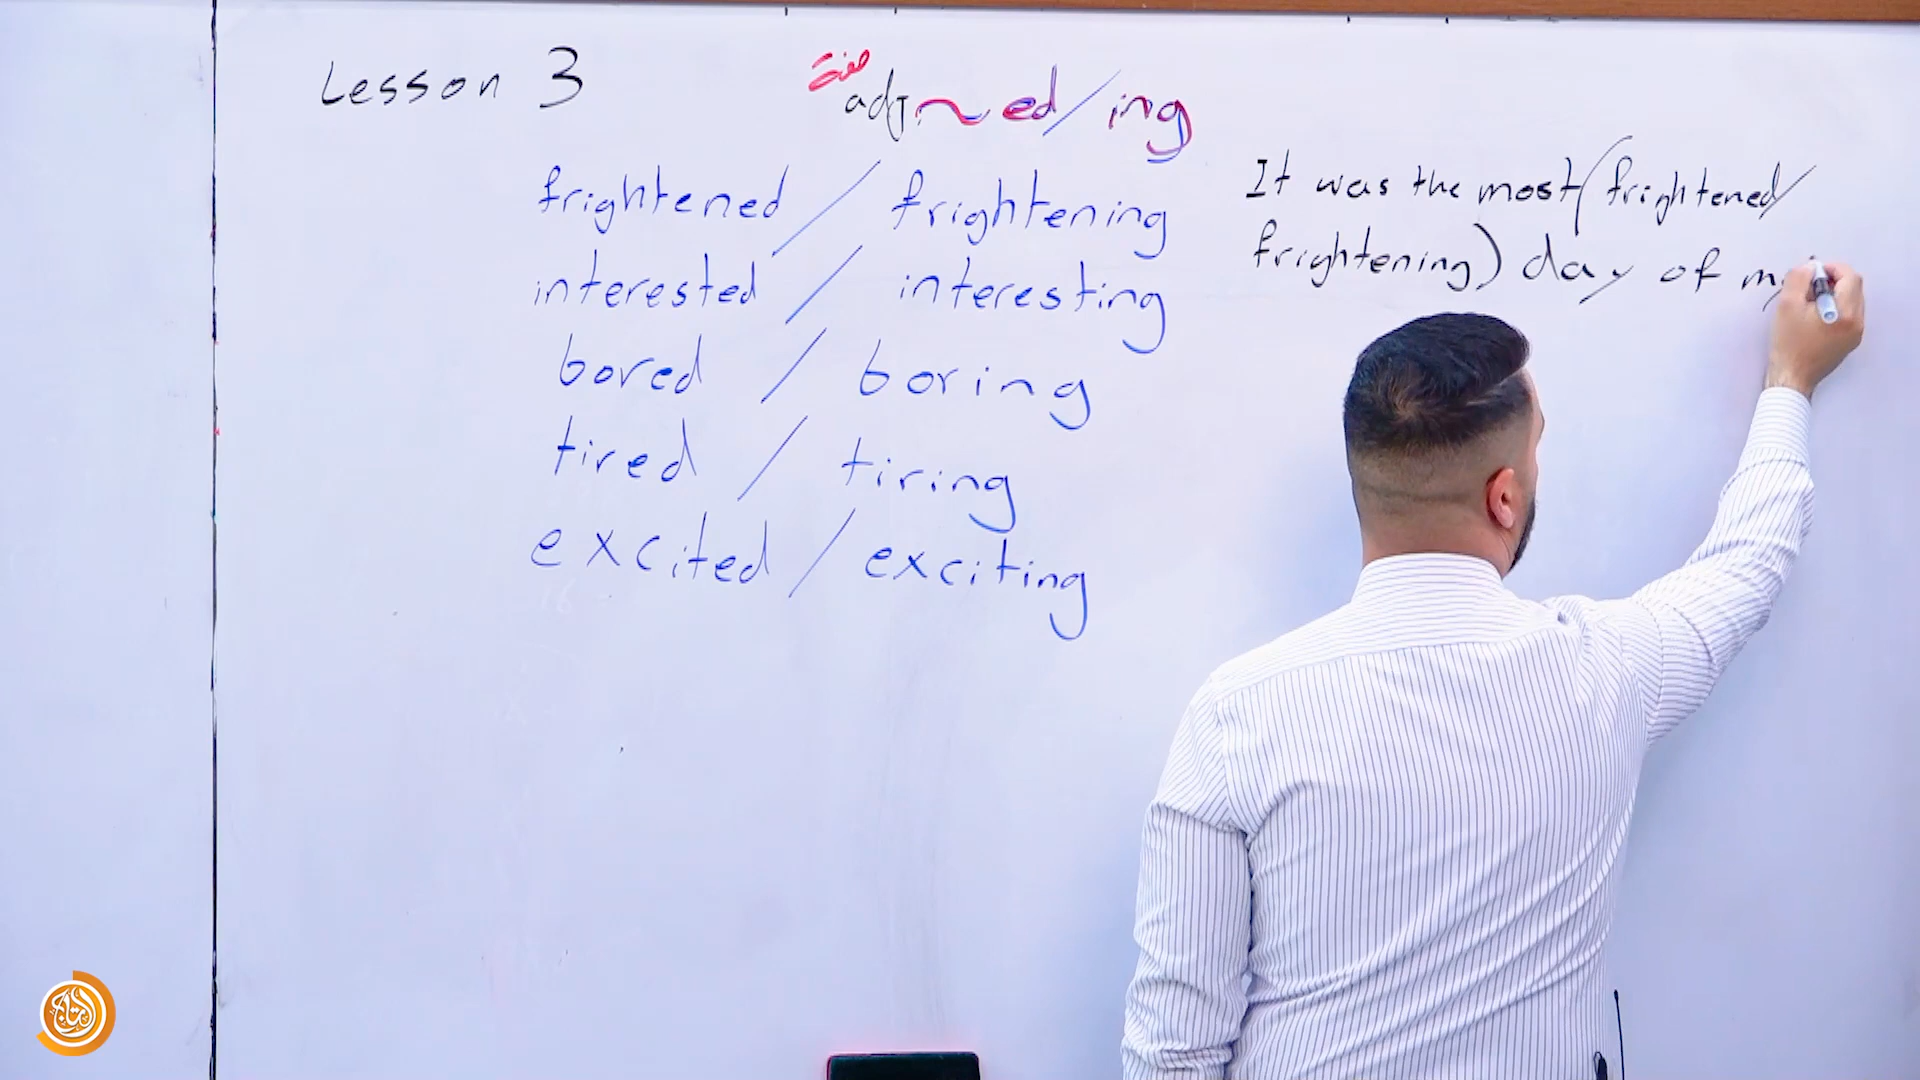 Lesson 3
صفة
adj. ~ ed/ing
frightened / frightening
interested / interesting
bored / boring
tired / tiring
excited / exciting
It was the most (frightened/
frightening) day of my